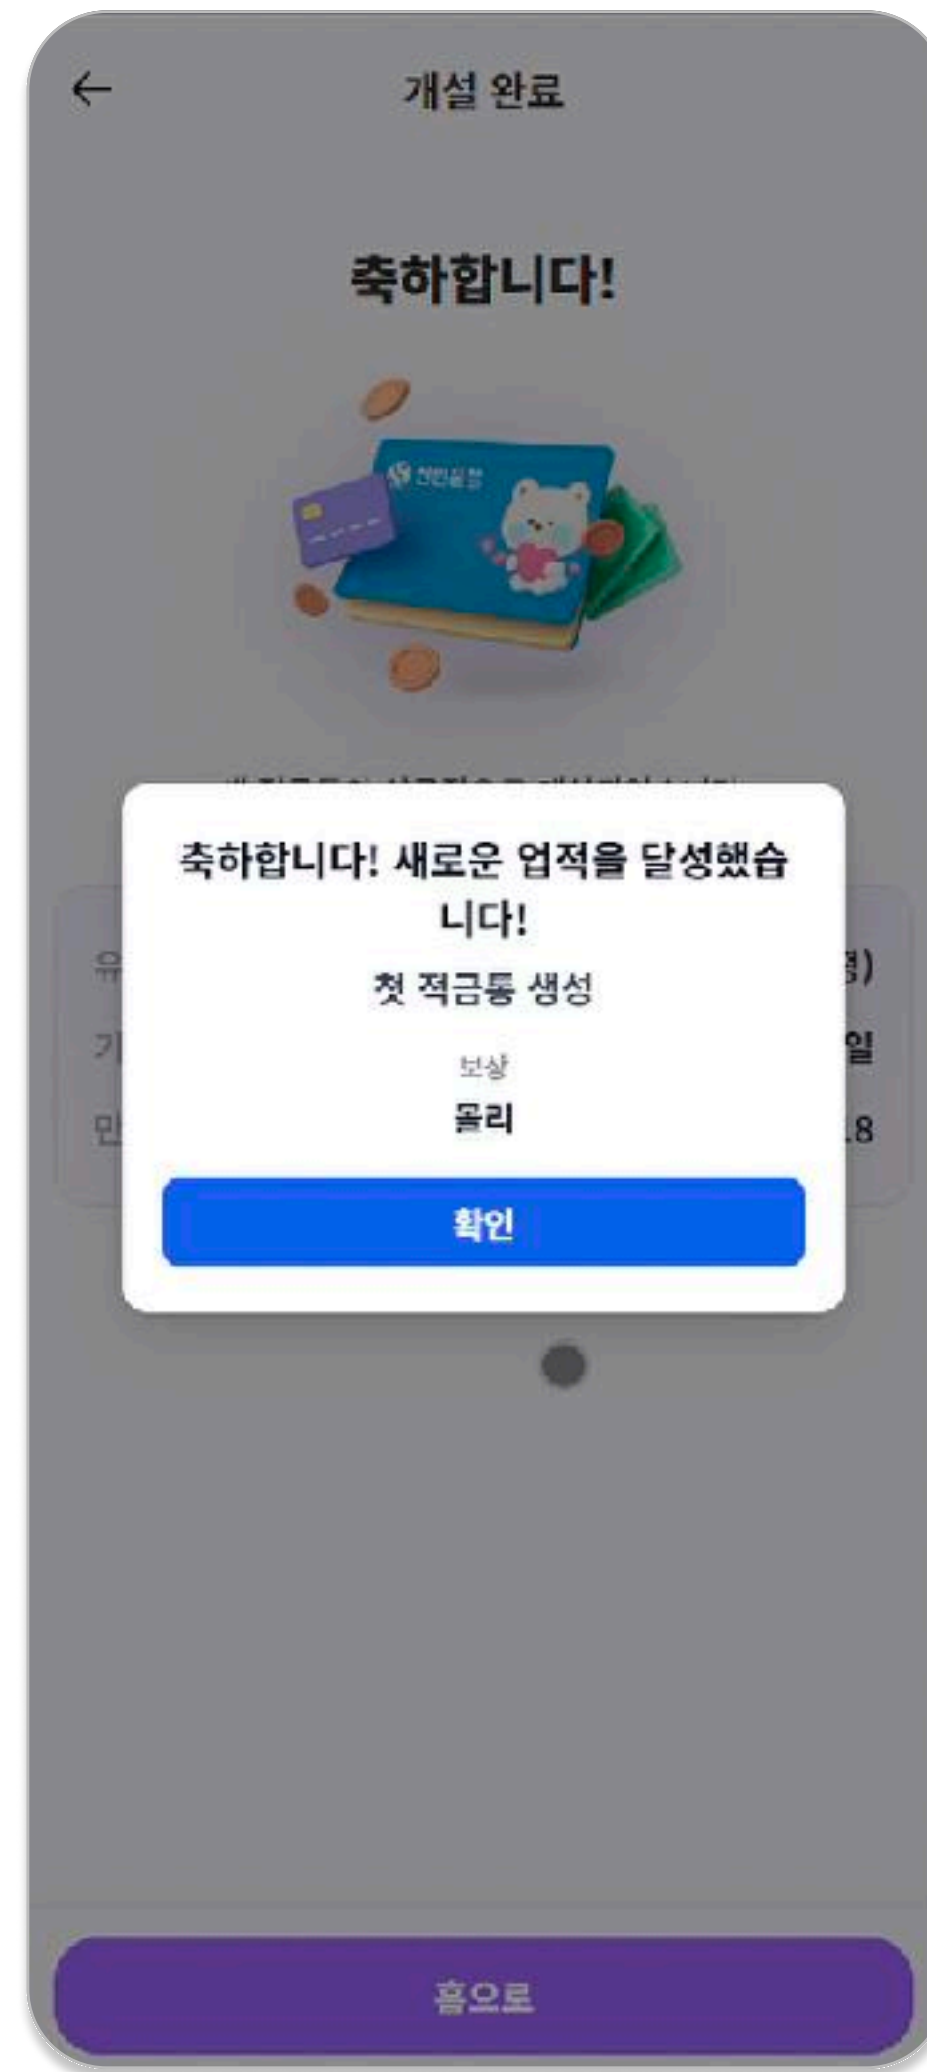 개설 완료
축하합니다!
축하합니다! 새로운 업적을 달성했습
니다!
첫 적금통 생성
보상
몰리
확인
홈으로